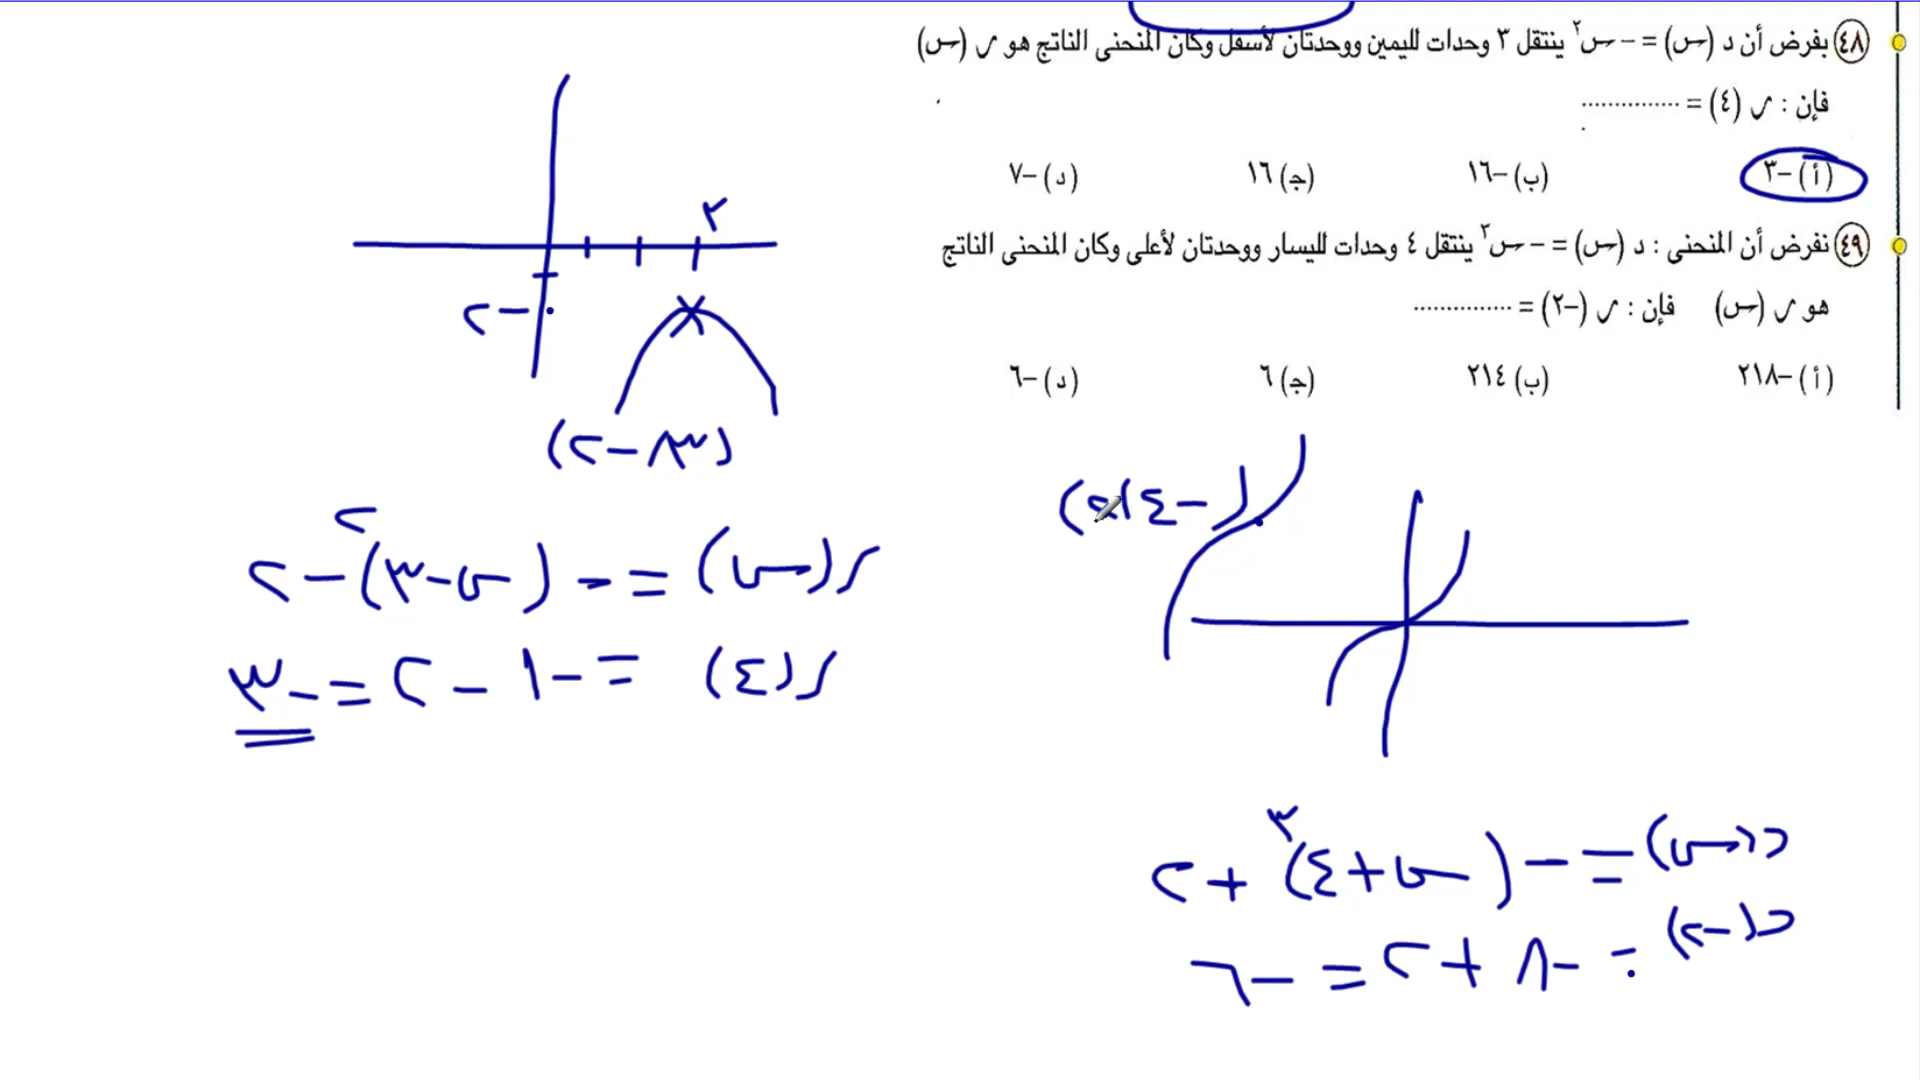 ٤٨ بفرض أن د (س) = – س٢ ينتقل ٣ وحدات لليمين ووحدتان لأسفل وكان المنحنى الناتج هو ر (س)
فإن : ر (٤) = ...............
(أ) –٣ (ب) –١٦ (ج) ١٦ (د) –٧
٤٩ نفرض أن المنحنى : د (س) = – س٣ ينتقل ٤ وحدات لليسار ووحدتان لأعلى وكان المنحنى الناتج
هو ر (س) فإن : ر (–٢) = ...............
(أ) –٢١٨ (ب) ٢١٤ (ج) ٦ (د) –٦
٣
–٢
(٣، –٢)
ر(س) = –(س–٣)٢ –٢
ر(٤) = –١ –٢ = –٣
(–٤، ٢)
د(س) = –(س+٤)٣ +٢
د(–٢) = –٨ +٢ = –٦